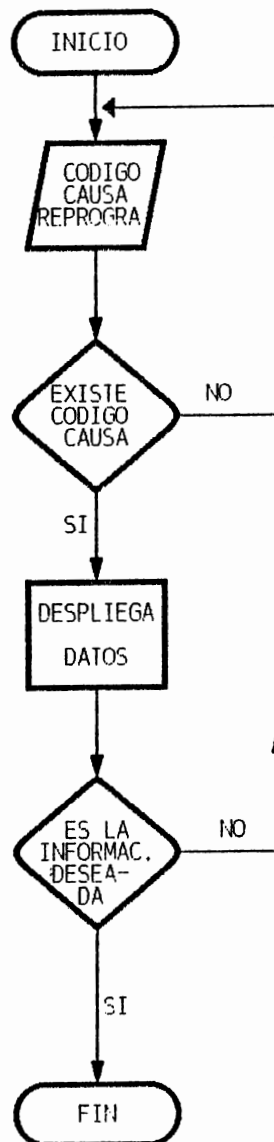 INICIO
CODIGO
CAUSA
REPROGRA
EXISTE
CODIGO
CAUSA
NO
SI
DESPLIEGA
DATOS
ES LA
INFORMAC.
DESEA-
DA
NO
SI
FIN